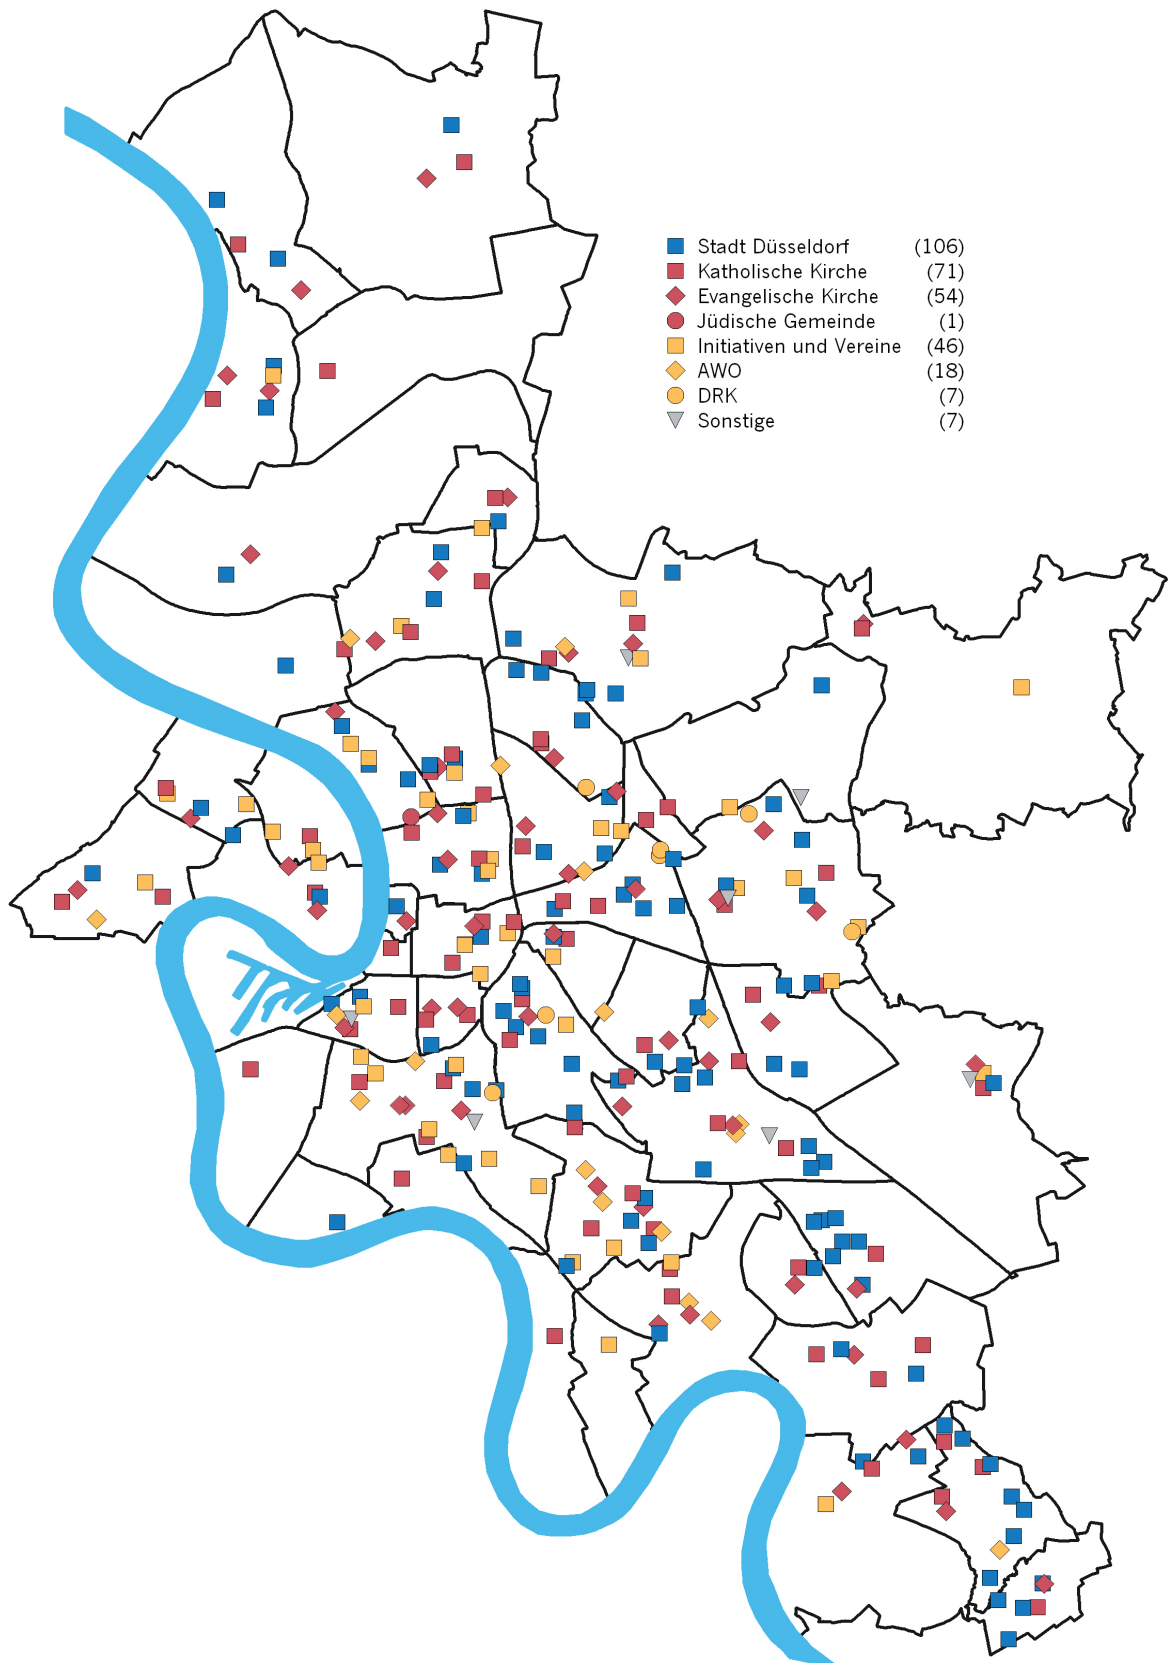 Stadt Düsseldorf (106)
Katholische Kirche (71)
Evangelische Kirche (54)
Jüdische Gemeinde (1)
Initiativen und Vereine (46)
AWO (18)
DRK (7)
Sonstige (7)